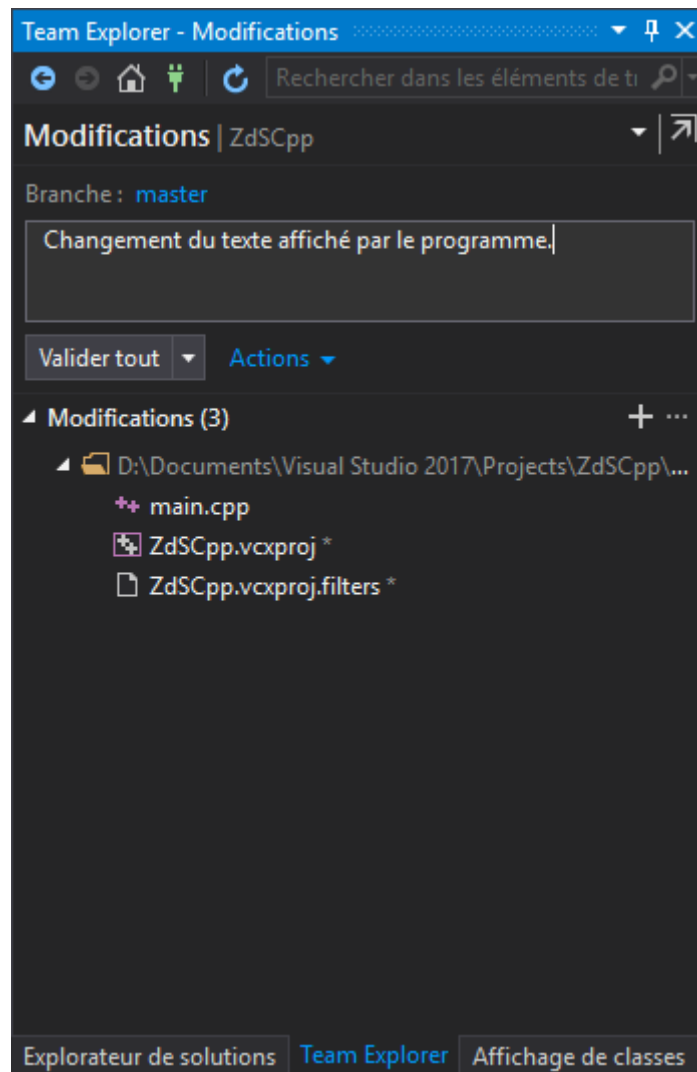 Team Explorer - Modifications
Rechercher dans les éléments de
Modifications | ZdSCpp
Branche : master
Changement du texte affiché par le programme.
Valider tout Actions
Modifications (3)
D:\Documents\Visual Studio 2017\Projects\ZdSCpp\...
main.cpp
ZdSCpp.vcxproj *
ZdSCpp.vcxproj.filters *
Explorateur de solutions Team Explorer Affichage de classes